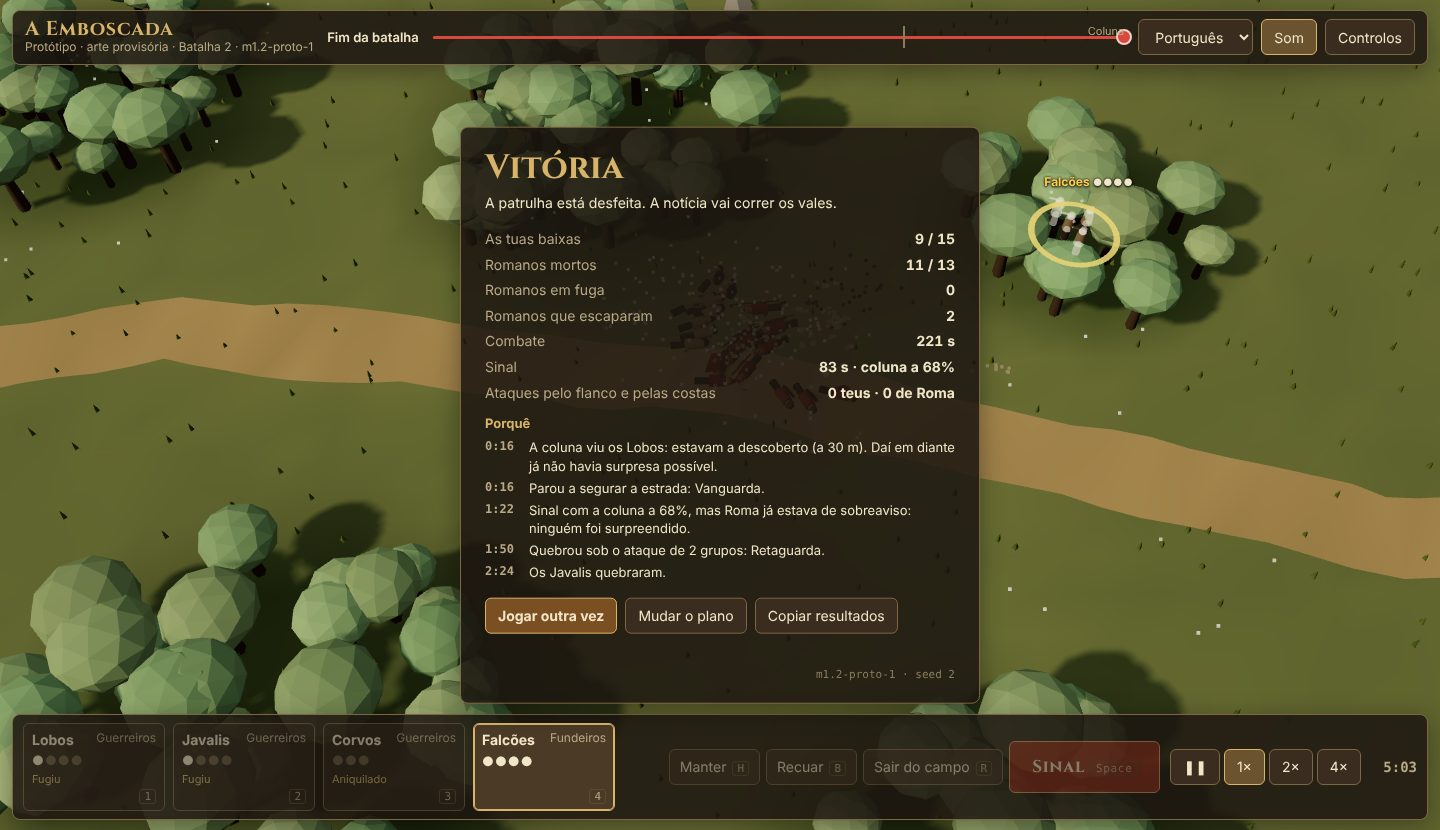 A Emboscada
Protótipo · arte provisória · Batalha 2 · m1.2-proto-1
Fim da batalha
Português
Som
Controlos
Vitória
A patrulha está desfeita. A notícia vai correr os vales.
As tuas baixas 9 / 15
Romanos mortos 11 / 13
Romanos em fuga 0
Romanos que escaparam 2
Combate 221 s
Sinal 83 s · coluna a 68%
Ataques pelo flanco e pelas costas 0 teus · 0 de Roma
Porquê
0:16 A coluna viu os Lobos: estavam a descoberto (a 30 m). Daí em diante
já não havia surpresa possível.
0:16 Parou a segurar a estrada: Vanguarda.
1:22 Sinal com a coluna a 68%, mas Roma já estava de sobreaviso:
ninguém foi surpreendido.
1:50 Quebrou sob o ataque de 2 grupos: Retaguarda.
2:24 Os Javalis quebraram.
Jogar outra vez
Mudar o plano
Copiar resultados
m1.2-proto-1 · seed 2
Falcões
Lobos Guerreiros
Fugiu
1
Javalis Guerreiros
Fugiu
2
Corvos Guerreiros
Aniquilado
3
Falcões Fundeiros
4
Manter H
Recuar B
Sair do campo R
Sinal Space
1×
2×
4×
5:03